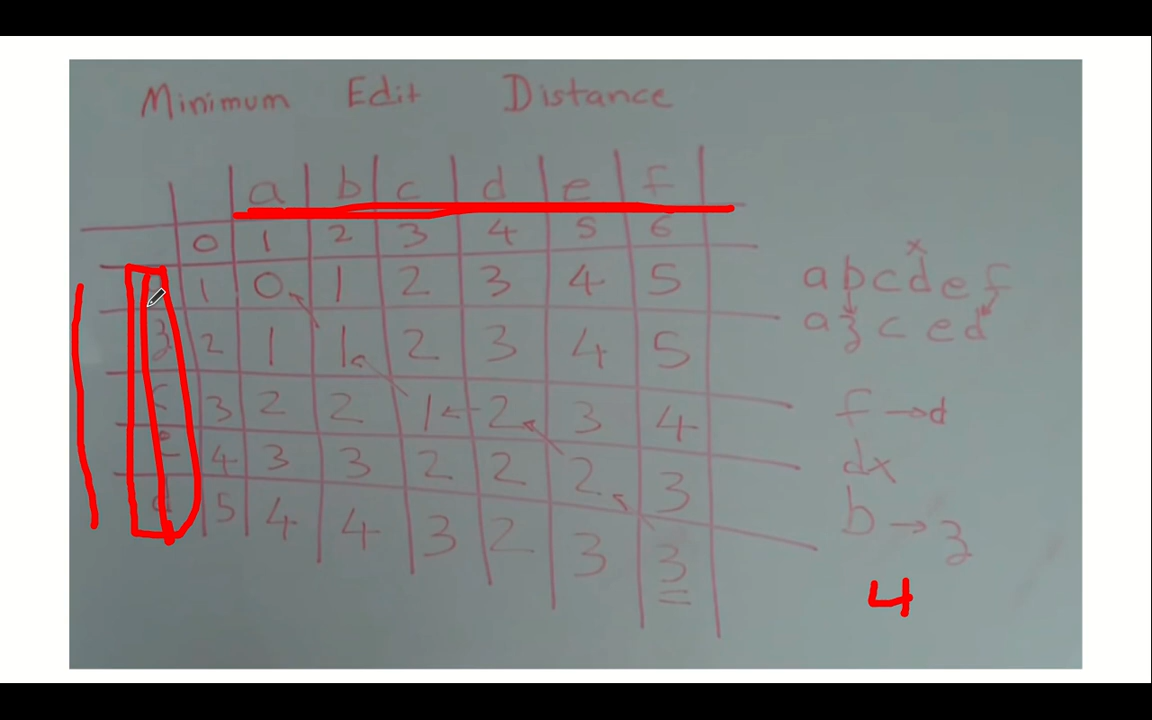 Minimum Edit Distance
a b c d e f
0 1 2 3 4 5 6
1 0 1 2 3 4 5
z 2 1 1 2 3 4 5
c 3 2 2 1 2 3 4
e 4 3 3 2 2 2 3
d 5 4 4 3 2 3 3
x
a b c d e f
a z c e d
f → d
dx
b → z
4